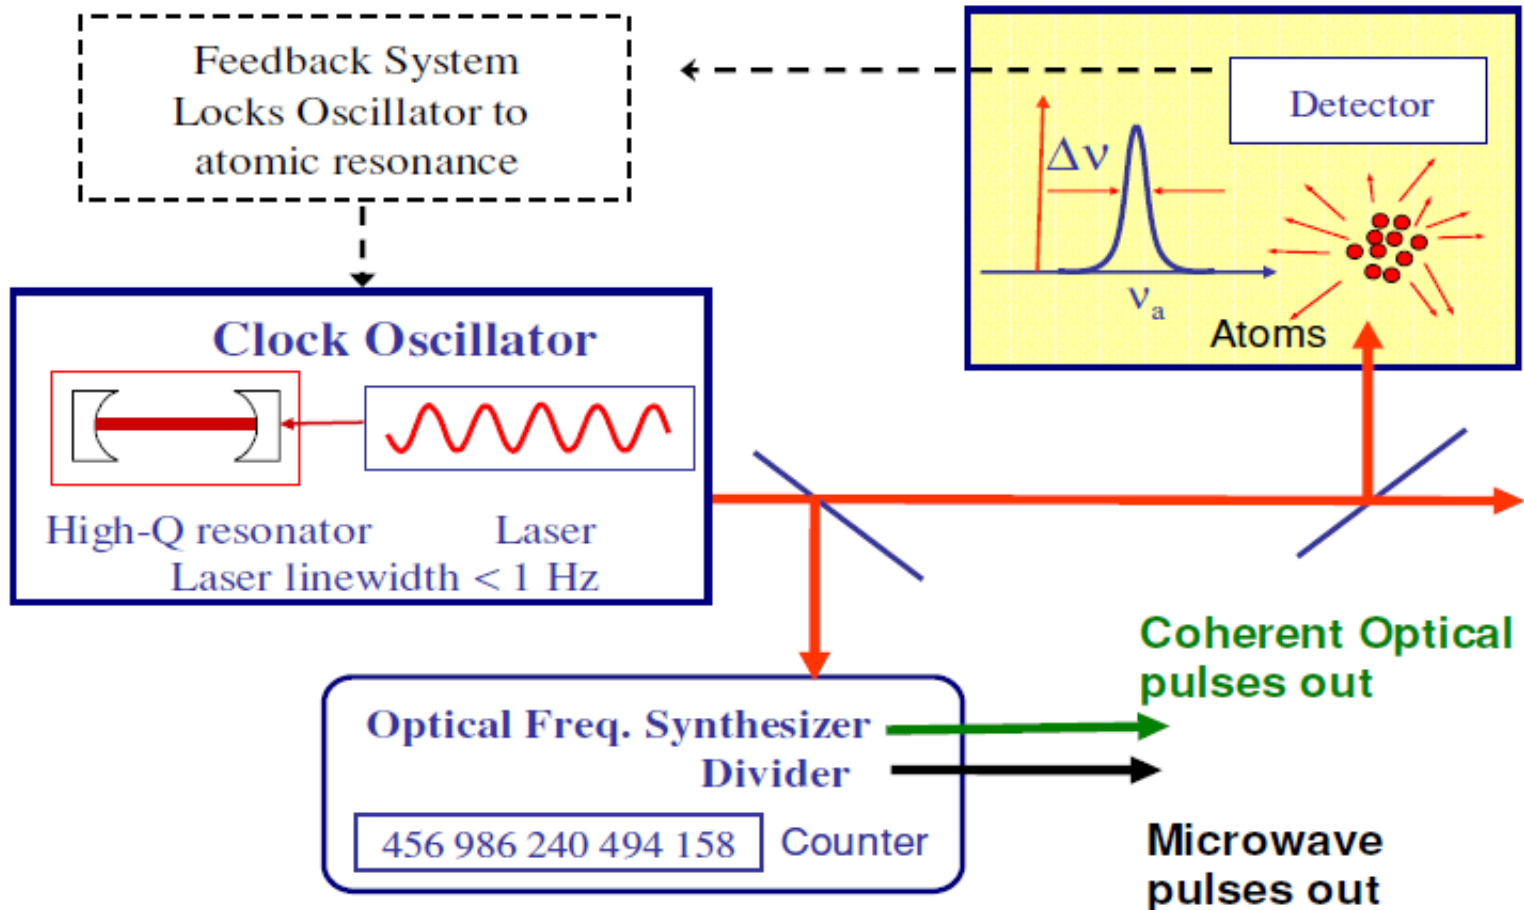 Feedback System
Locks Oscillator to
atomic resonance
Detector
Δν
νa
Atoms
Clock Oscillator
High-Q resonator
Laser
Laser linewidth < 1 Hz
Coherent Optical
pulses out
Optical Freq. Synthesizer
Divider
456 986 240 494 158
Counter
Microwave
pulses out